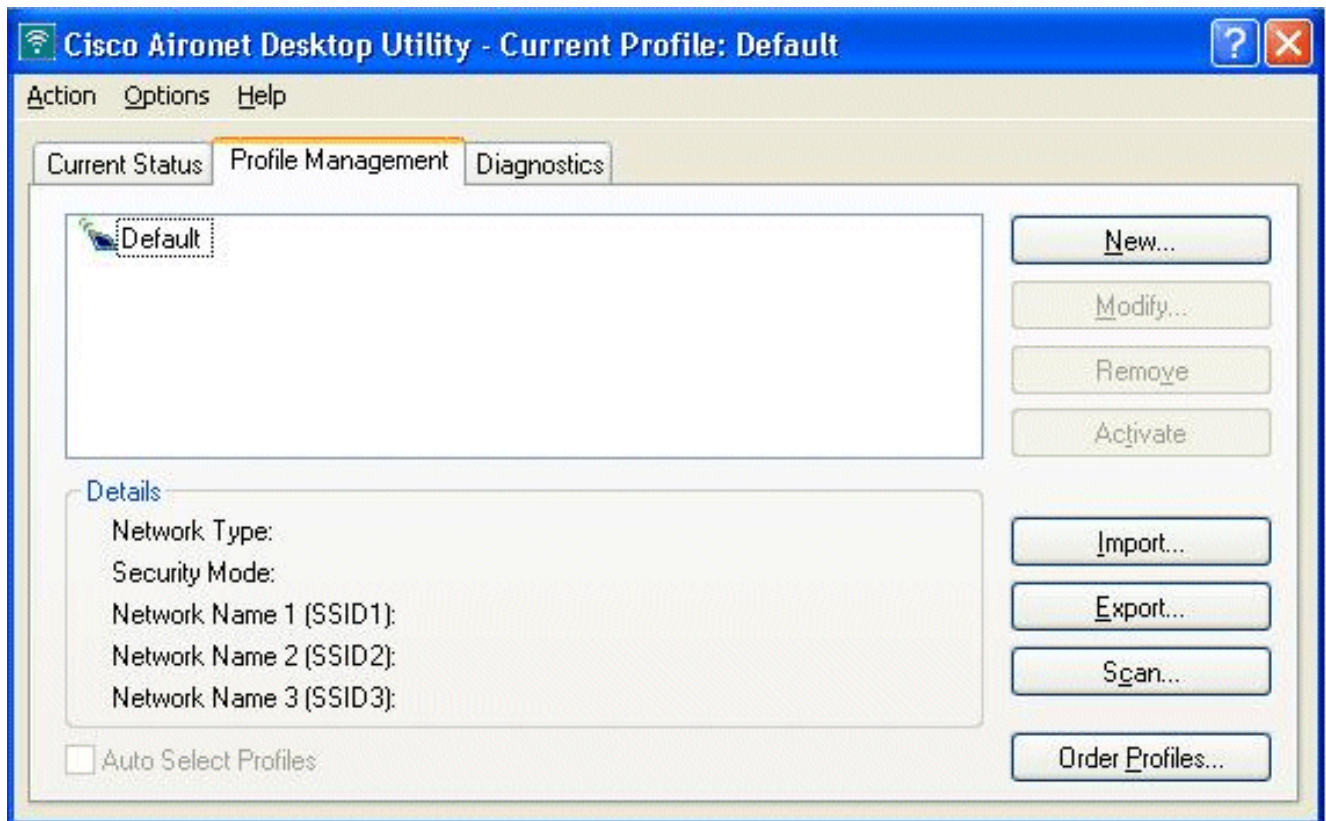 Cisco Aironet Desktop Utility - Current Profile: Default
Action Options Help
Current Status Profile Management Diagnostics
Default
New...
Modify...
Remove
Activate
Details
Network Type:
Security Mode:
Network Name 1 (SSID1):
Network Name 2 (SSID2):
Network Name 3 (SSID3):
Import...
Export...
Scan...
Auto Select Profiles
Order Profiles...